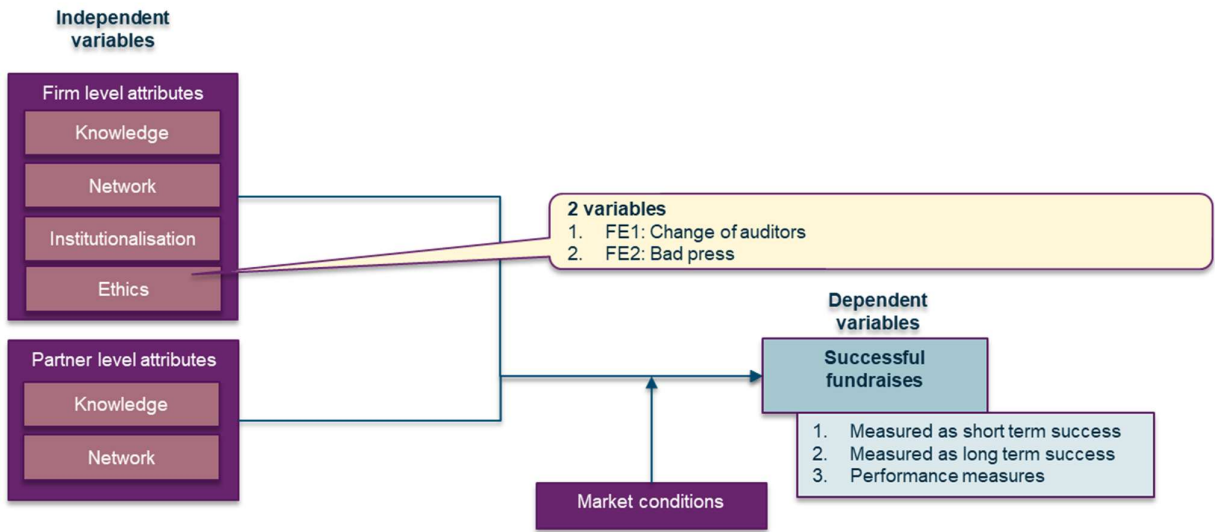 Independent
variables
Firm level attributes
Knowledge
Network
Institutionalisation
Ethics
2 variables
1. FE1: Change of auditors
2. FE2: Bad press
Partner level attributes
Knowledge
Network
Dependent
variables
Successful
fundraises
1. Measured as short term success
2. Measured as long term success
3. Performance measures
Market conditions